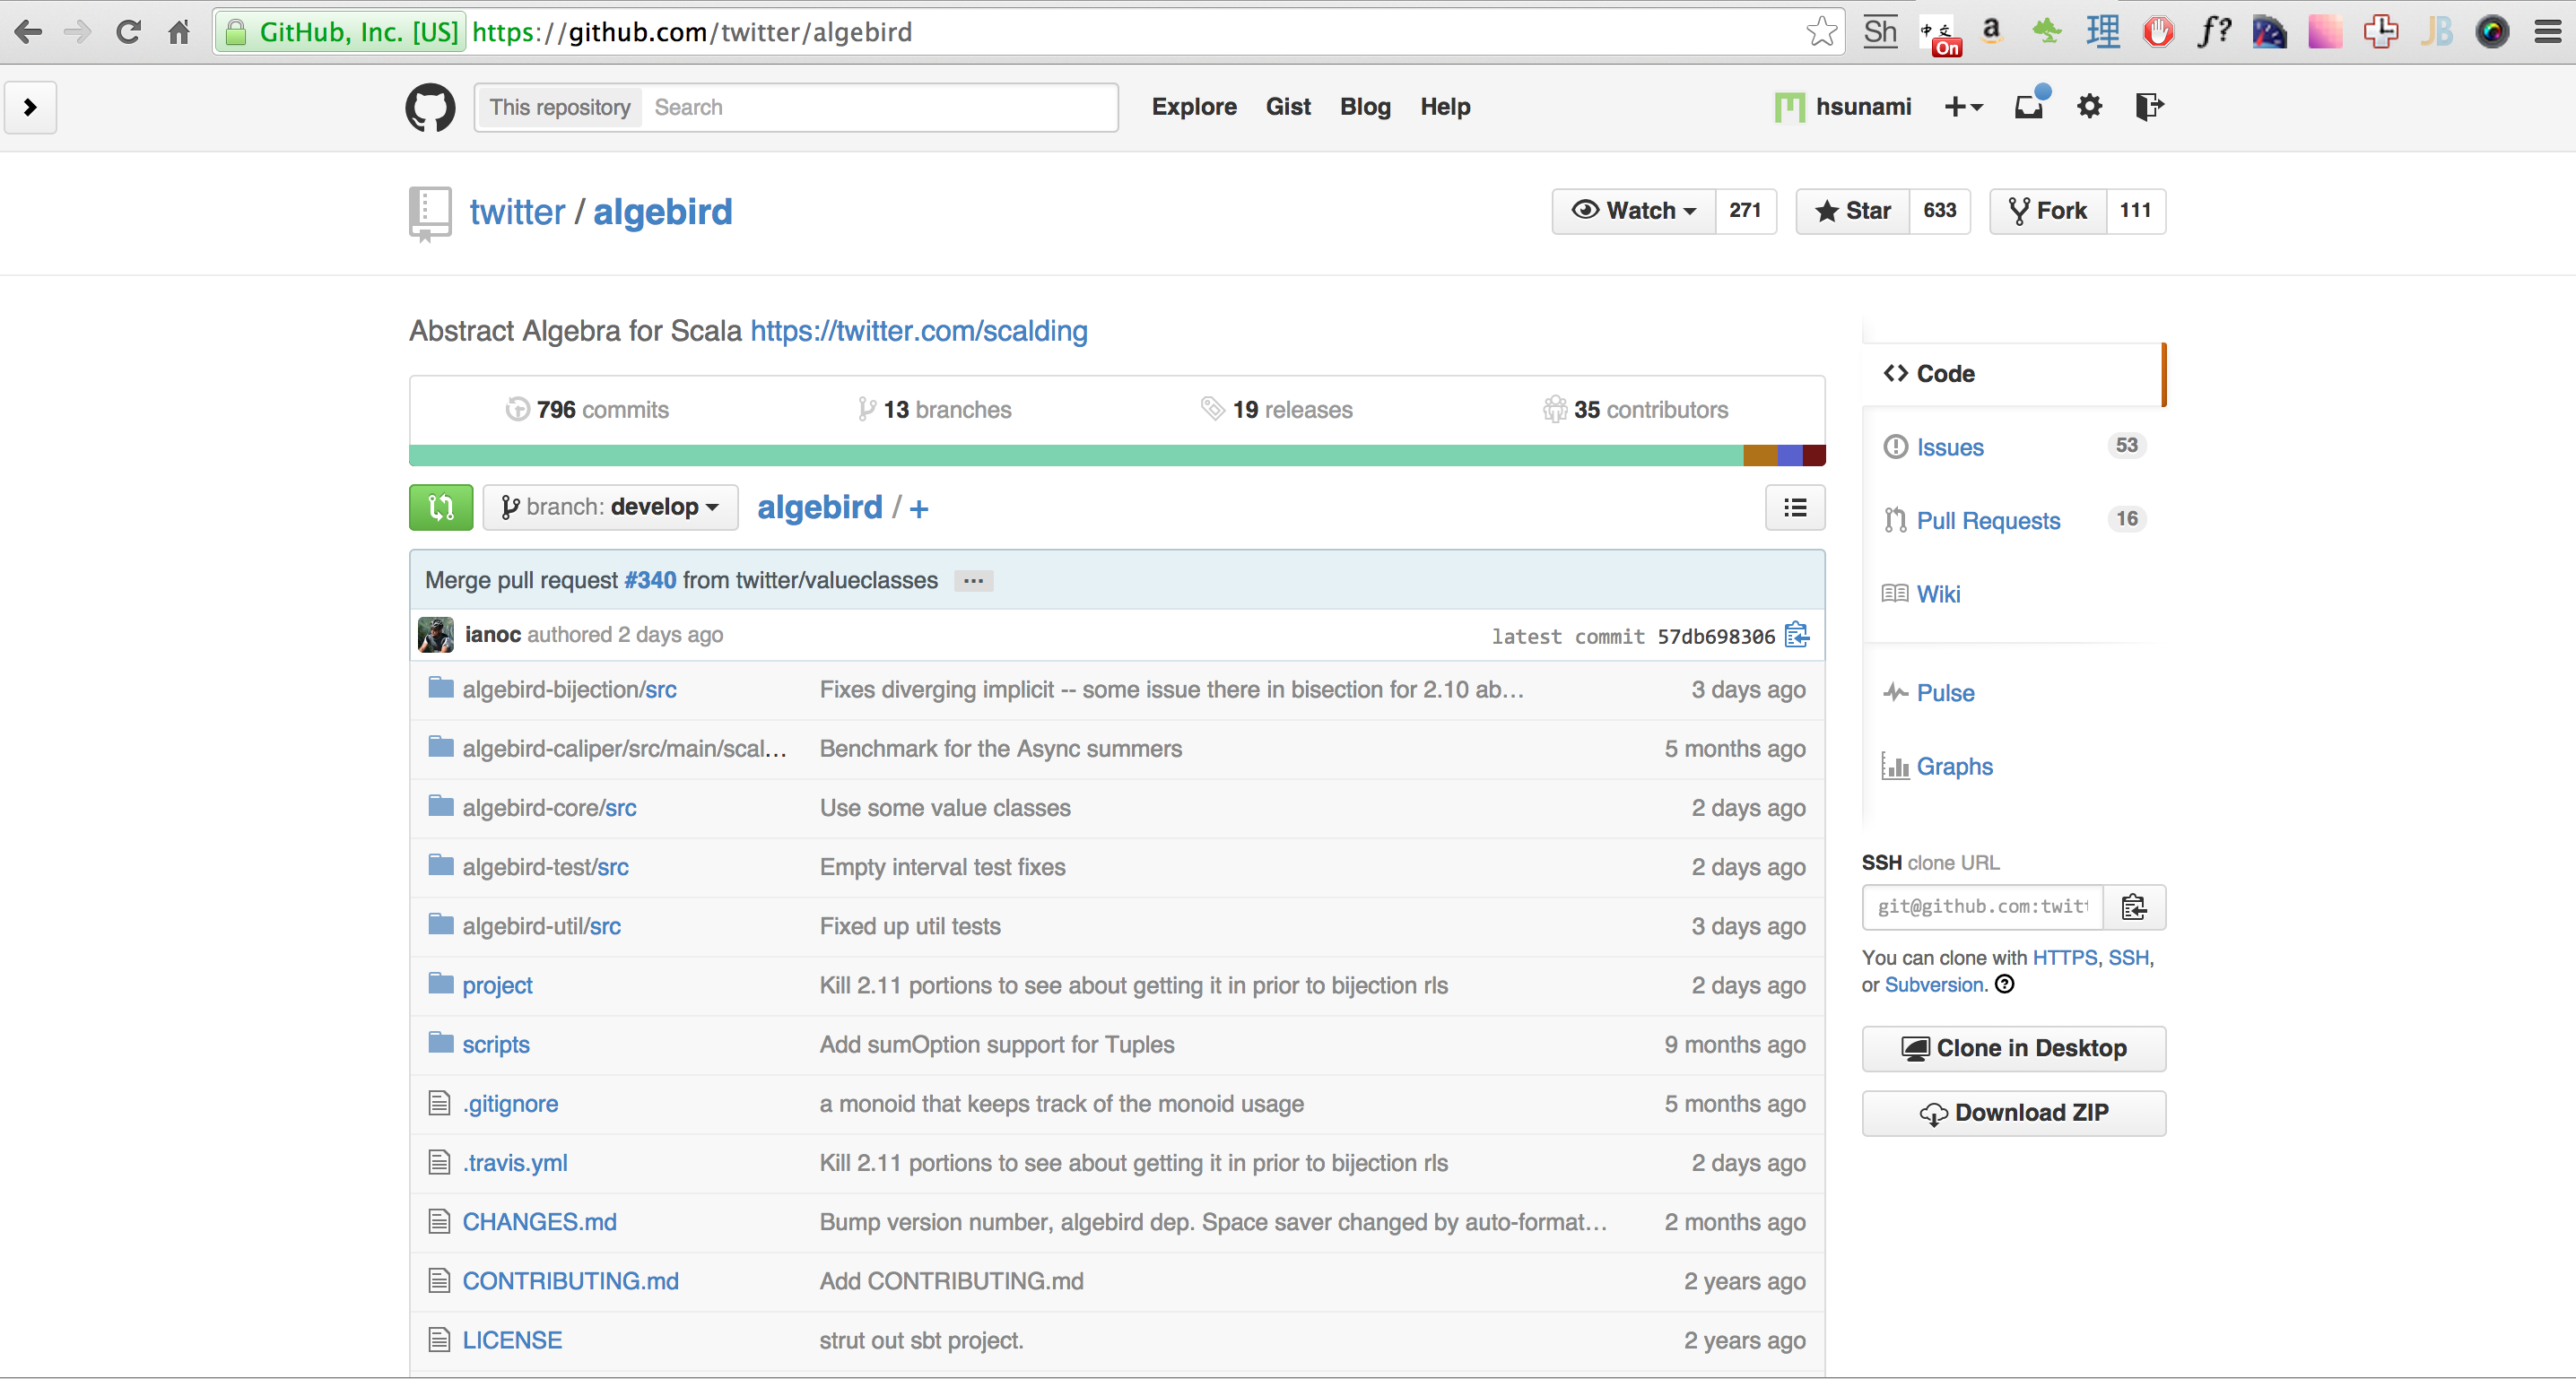 GitHub, Inc. [US] https://github.com/twitter/algebird
Sh 中文 On a 理 f? JB
This repository Search Explore Gist Blog Help hsunami
twitter / algebird
Watch 271 Star 633 Fork 111
Abstract Algebra for Scala https://twitter.com/scalding
796 commits 13 branches 19 releases 35 contributors
branch: develop algebird / +
Merge pull request #340 from twitter/valueclasses …
ianoc authored 2 days ago latest commit 57db698306
algebird-bijection/src Fixes diverging implicit -- some issue there in bisection for 2.10 ab… 3 days ago
algebird-caliper/src/main/scal… Benchmark for the Async summers 5 months ago
algebird-core/src Use some value classes 2 days ago
algebird-test/src Empty interval test fixes 2 days ago
algebird-util/src Fixed up util tests 3 days ago
project Kill 2.11 portions to see about getting it in prior to bijection rls 2 days ago
scripts Add sumOption support for Tuples 9 months ago
.gitignore a monoid that keeps track of the monoid usage 5 months ago
.travis.yml Kill 2.11 portions to see about getting it in prior to bijection rls 2 days ago
CHANGES.md Bump version number, algebird dep. Space saver changed by auto-format… 2 months ago
CONTRIBUTING.md Add CONTRIBUTING.md 2 years ago
LICENSE strut out sbt project. 2 years ago
Code
Issues 53
Pull Requests 16
Wiki
Pulse
Graphs
SSH clone URL
git@github.com:twitt
You can clone with HTTPS, SSH,
or Subversion.
Clone in Desktop
Download ZIP